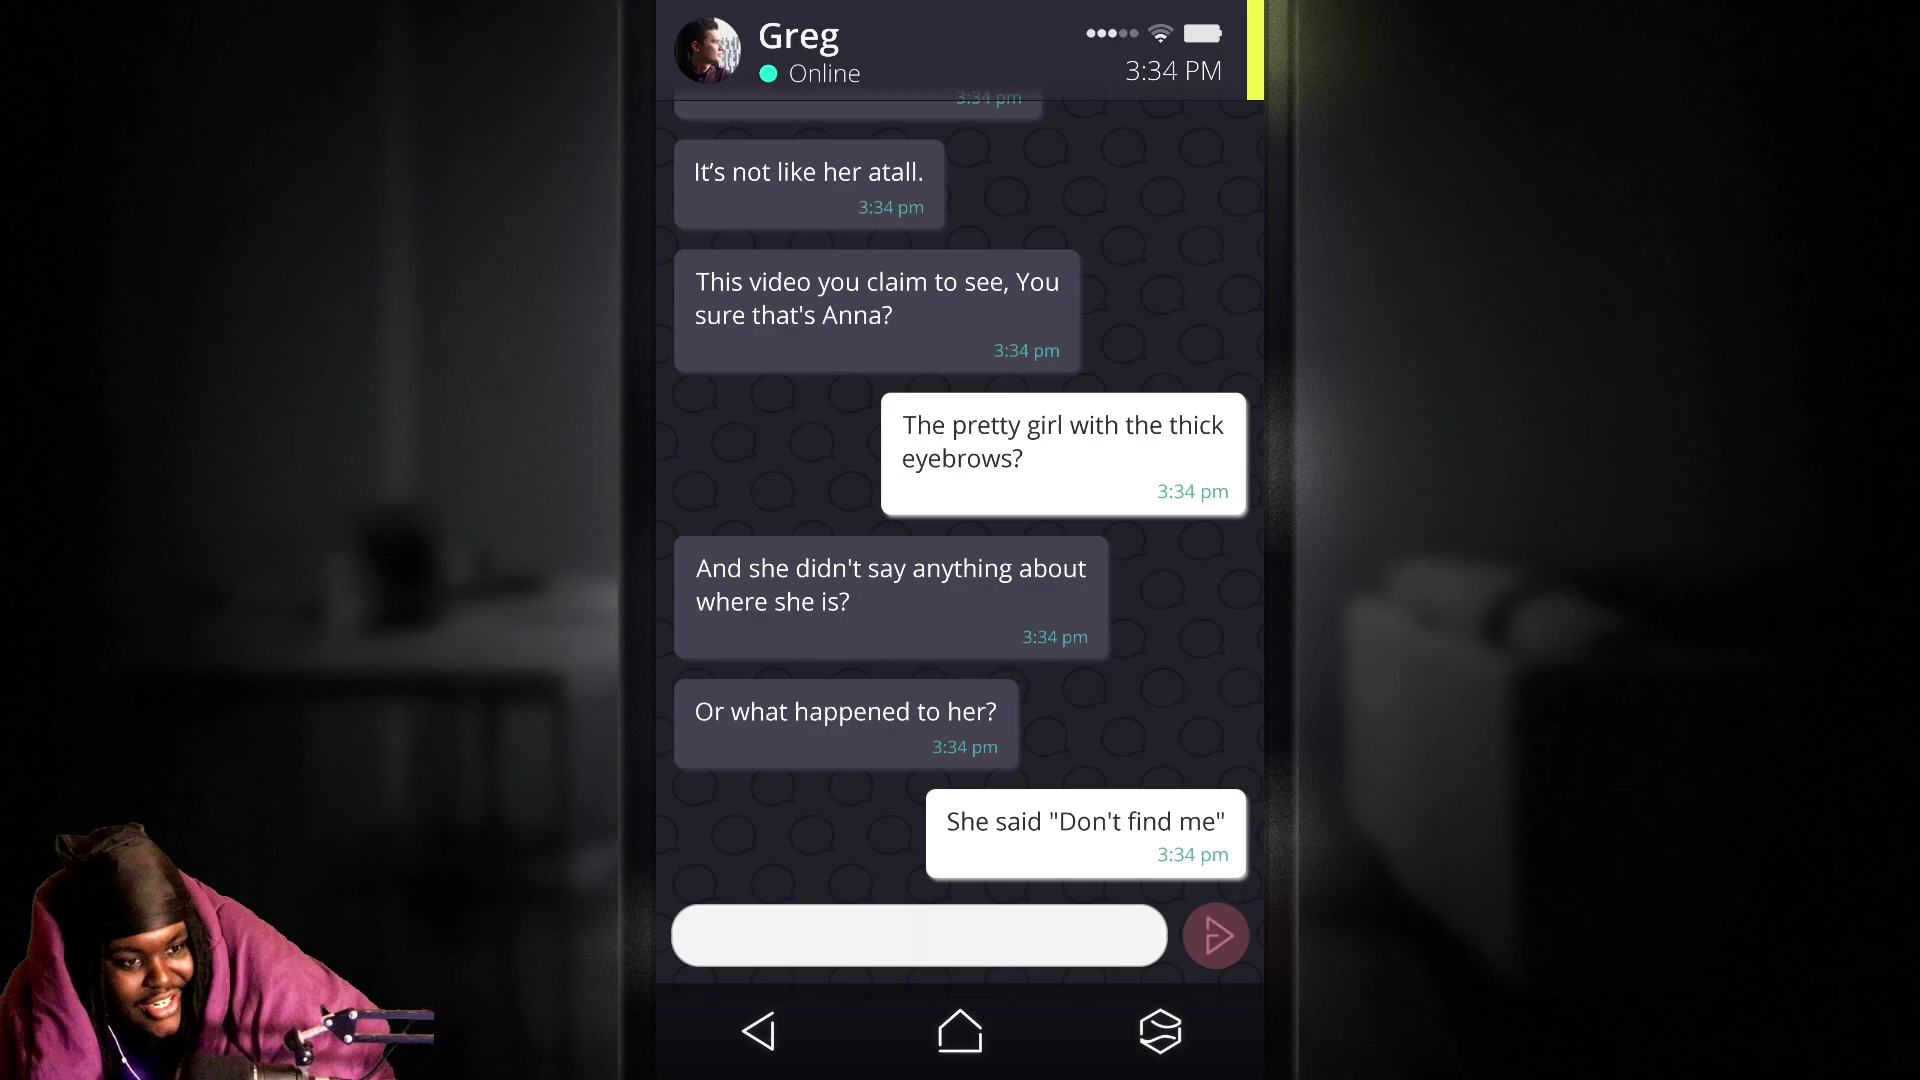 Greg
Online
3:34 PM
3:34 pm
It’s not like her atall.
3:34 pm
This video you claim to see, You
sure that's Anna?
3:34 pm
The pretty girl with the thick
eyebrows?
3:34 pm
And she didn't say anything about
where she is?
3:34 pm
Or what happened to her?
3:34 pm
She said "Don't find me"
3:34 pm